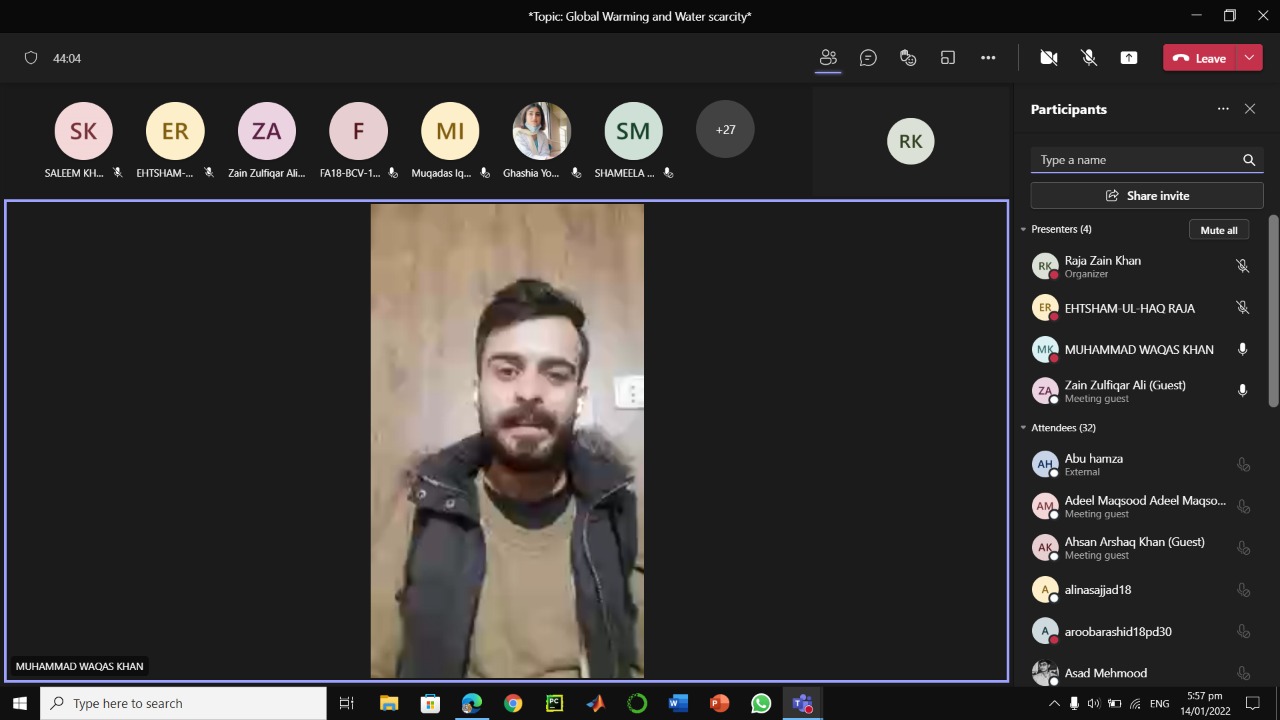 *Topic: Global Warming and Water scarcity*
44:04
Leave
SK
ER
ZA
F
MI
SM
+27
RK
SALEEM KH...
EHTSHAM-...
Zain Zulfiqar Ali...
FA18-BCV-1...
Muqadas Iq...
Ghashia Yo...
SHAMEELA ...
Participants
Type a name
Share invite
Presenters (4)
Mute all
RK
Raja Zain Khan
Organizer
ER
EHTSHAM-UL-HAQ RAJA
MK
MUHAMMAD WAQAS KHAN
ZA
Zain Zulfiqar Ali (Guest)
Meeting guest
Attendees (32)
AH
Abu hamza
External
AM
Adeel Maqsood Adeel Maqso...
Meeting guest
AK
Ahsan Arshaq Khan (Guest)
Meeting guest
A
alinasajjad18
A
aroobarashid18pd30
Asad Mehmood
MUHAMMAD WAQAS KHAN
Type here to search
PC
W
P
ENG
5:57 pm
14/01/2022